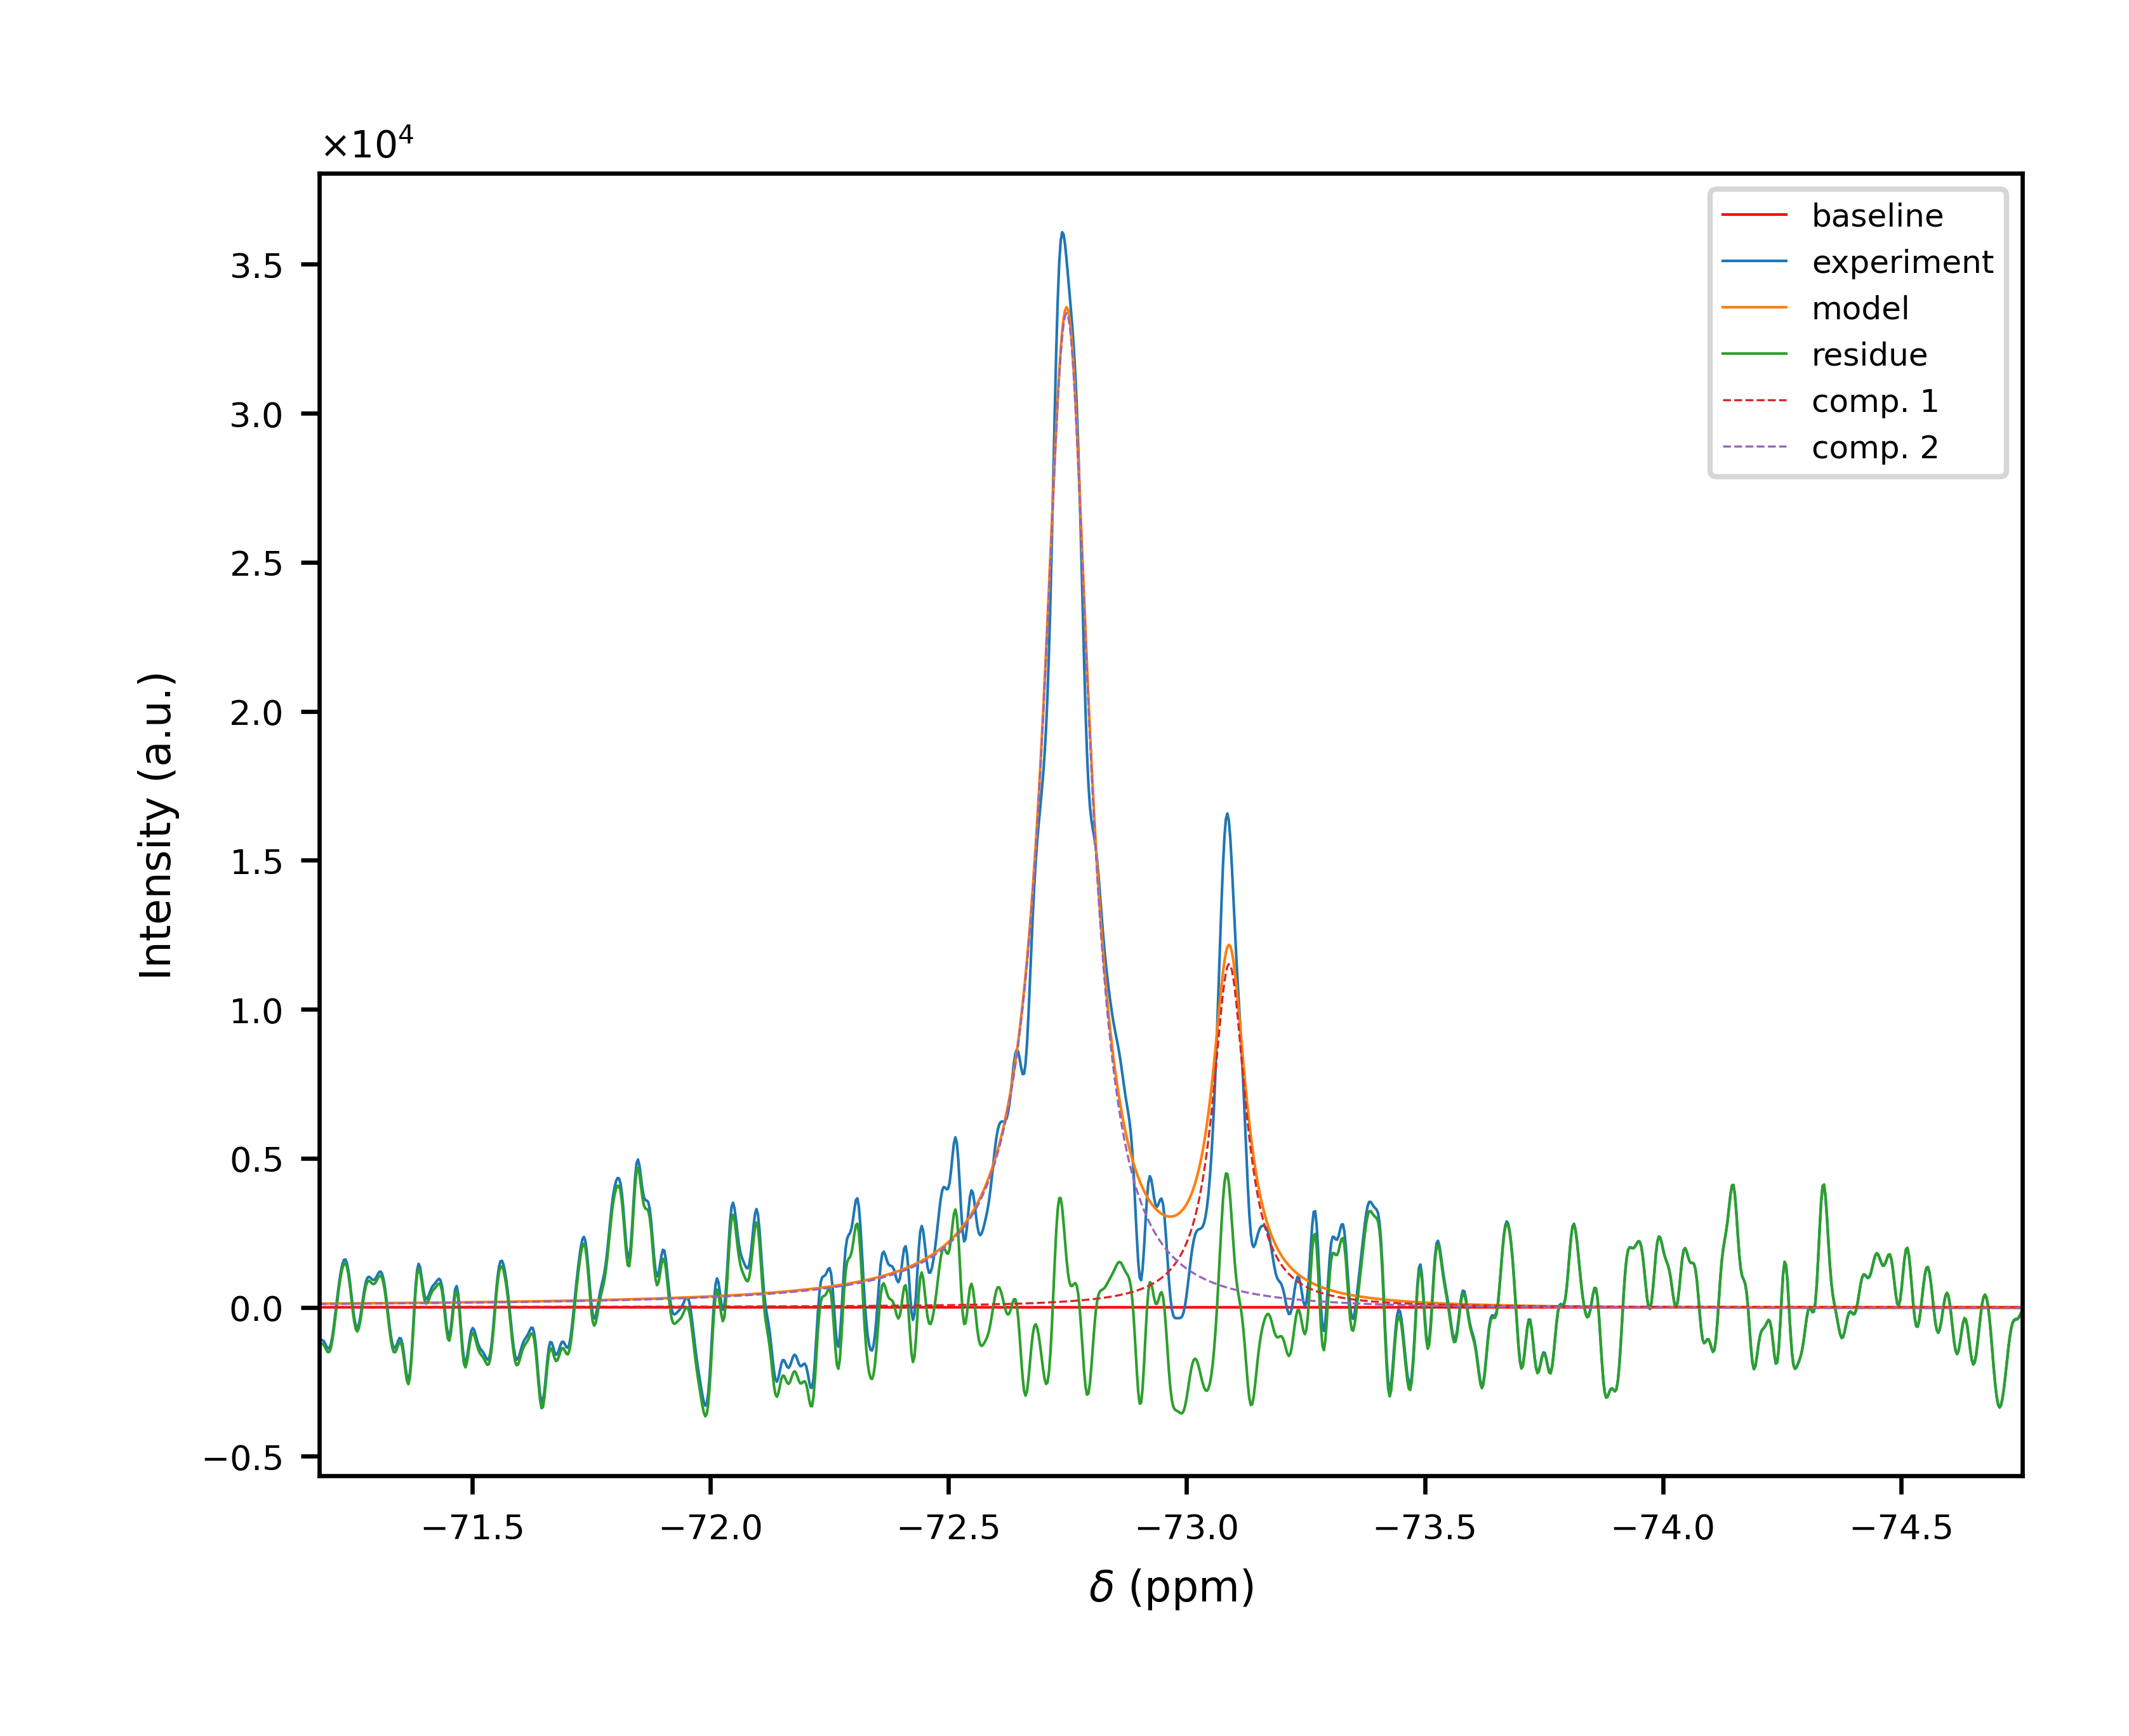 ×10⁴
baseline
experiment
model
residue
comp. 1
comp. 2
3.5
3.0
2.5
2.0
1.5
1.0
0.5
0.0
−0.5
Intensity (a.u.)
−71.5 −72.0 −72.5 −73.0 −73.5 −74.0 −74.5
δ (ppm)